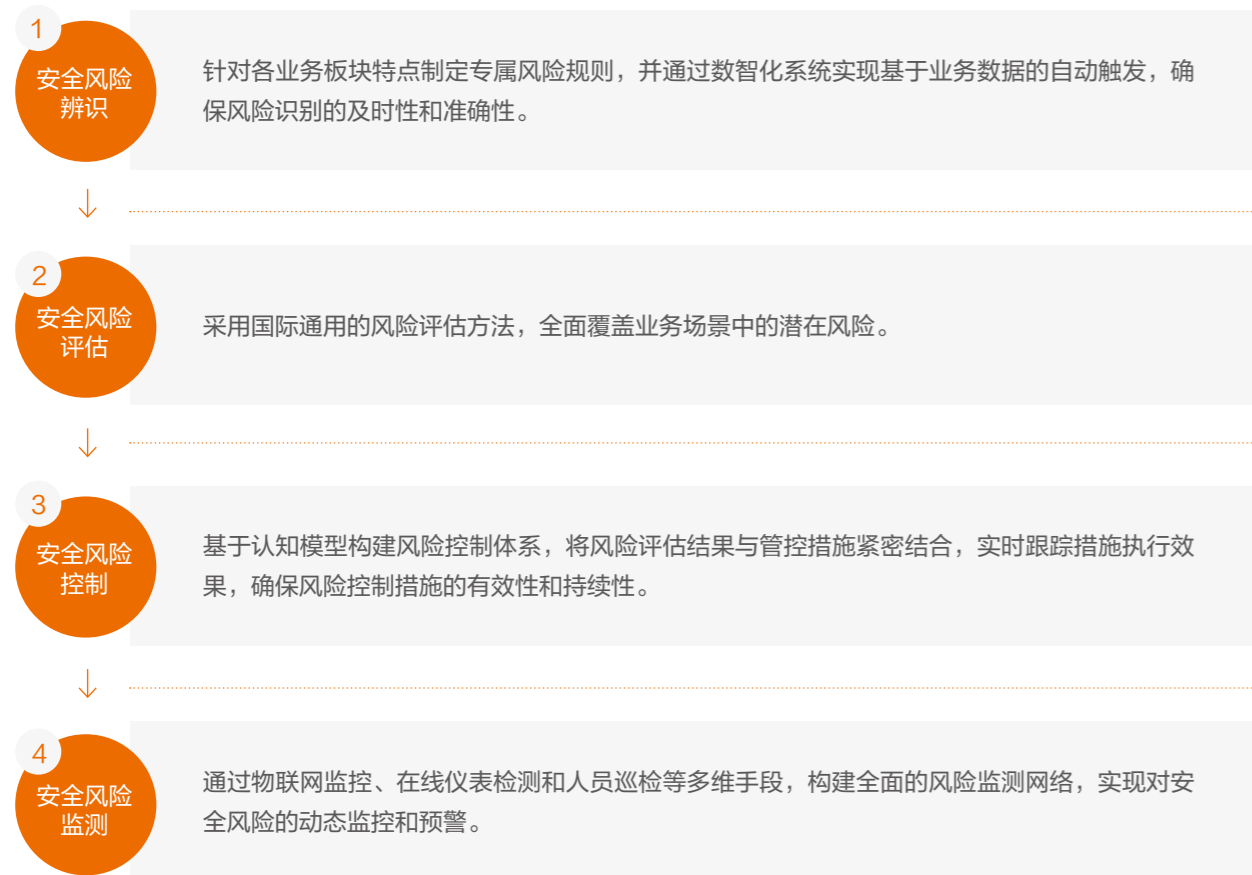 1
安全风险
辨识
针对各业务板块特点制定专属风险规则，并通过数智化系统实现基于业务数据的自动触发，确
保风险识别的及时性和准确性。
2
安全风险
评估
采用国际通用的风险评估方法，全面覆盖业务场景中的潜在风险。
3
安全风险
控制
基于认知模型构建风险控制体系，将风险评估结果与管控措施紧密结合，实时跟踪措施执行效
果，确保风险控制措施的有效性和持续性。
4
安全风险
监测
通过物联网监控、在线仪表检测和人员巡检等多维手段，构建全面的风险监测网络，实现对安
全风险的动态监控和预警。